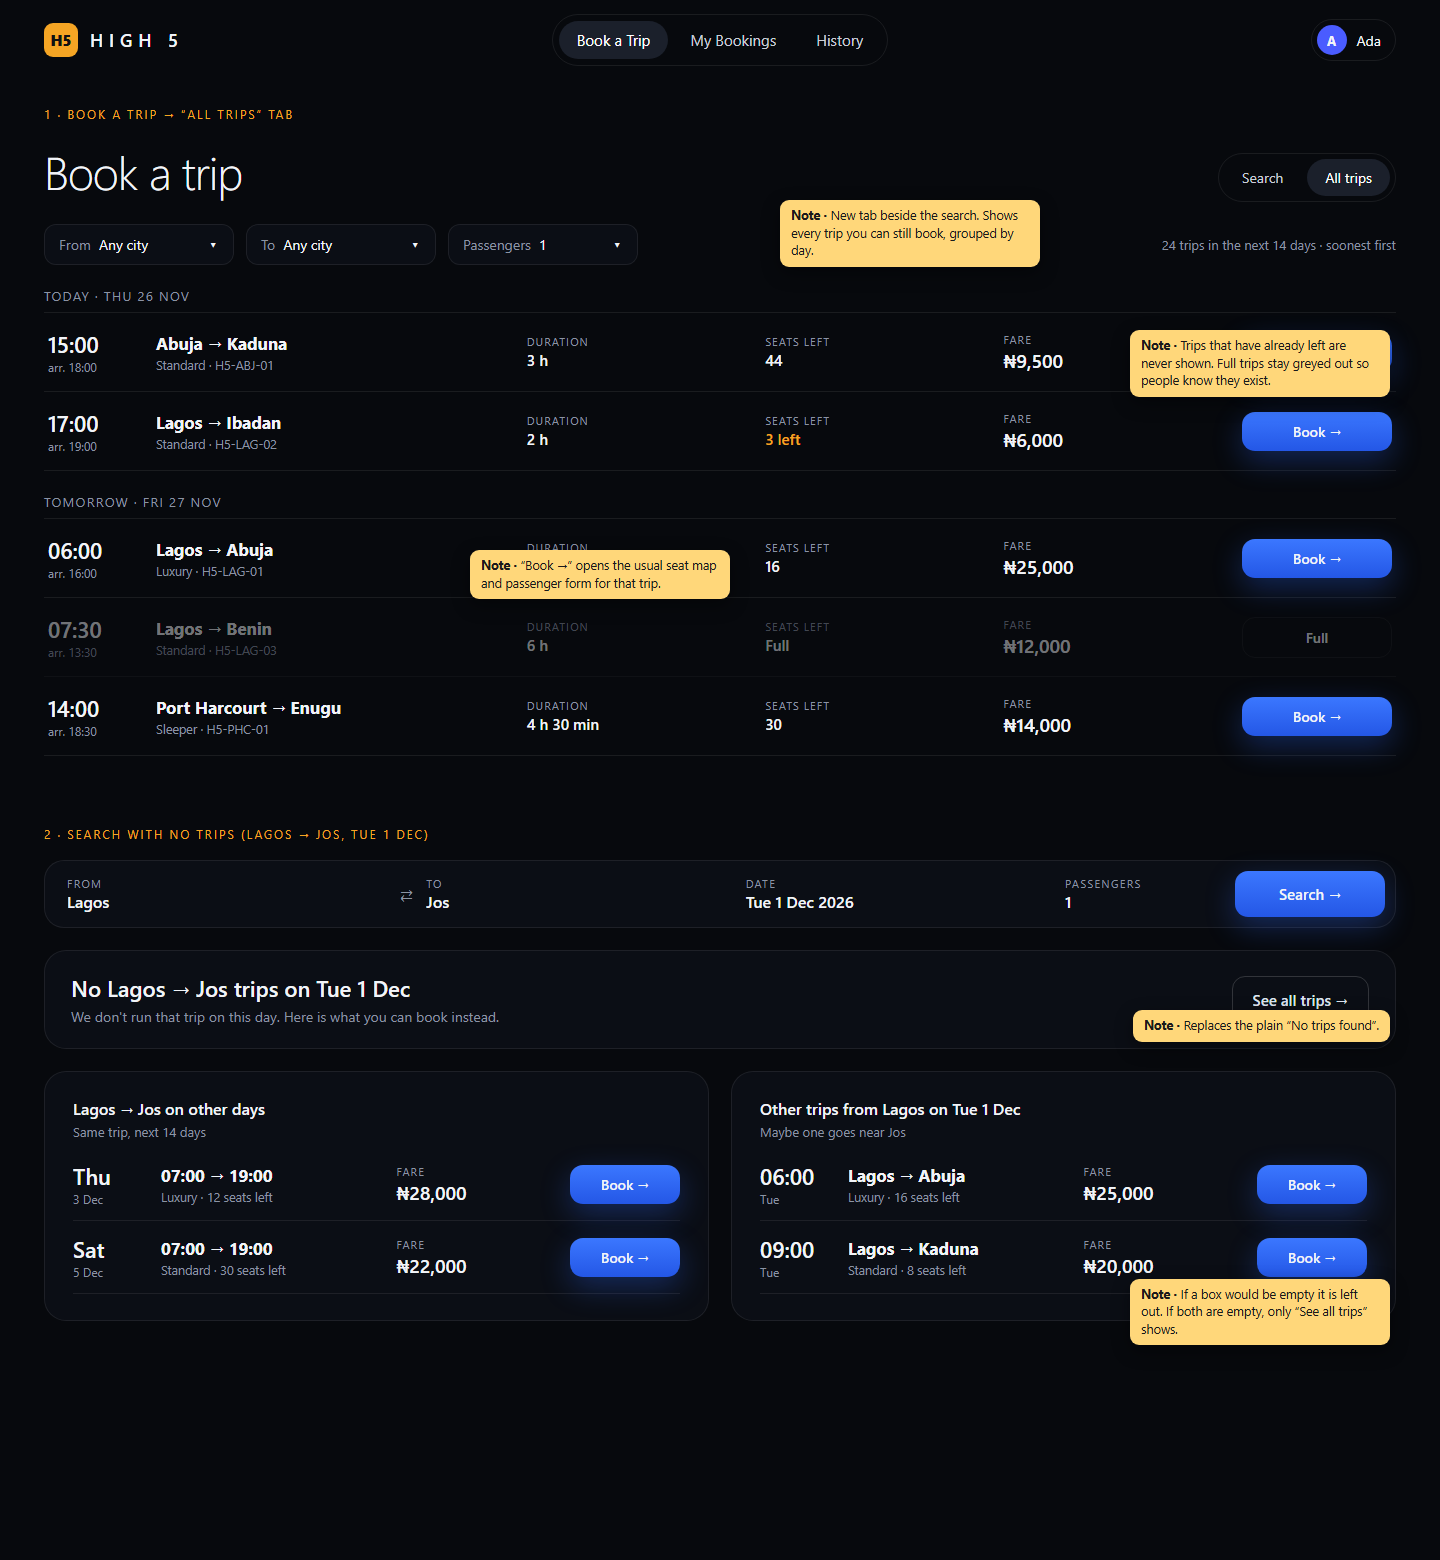 H5 HIGH 5
Book a Trip My Bookings History
A Ada
1 · BOOK A TRIP → “ALL TRIPS” TAB
Book a trip
Search All trips
Note · New tab beside the search. Shows
every trip you can still book, grouped by
day.
From Any city ▾ To Any city ▾ Passengers 1 ▾
24 trips in the next 14 days · soonest first
TODAY · THU 26 NOV
15:00 Abuja → Kaduna DURATION SEATS LEFT FARE
arr. 18:00 Standard · H5-ABJ-01 3 h 44 ₦9,500
Note · Trips that have already left are
never shown. Full trips stay greyed out so
people know they exist.
17:00 Lagos → Ibadan DURATION SEATS LEFT FARE
arr. 19:00 Standard · H5-LAG-02 2 h 3 left ₦6,000 Book →
TOMORROW · FRI 27 NOV
06:00 Lagos → Abuja DURATION SEATS LEFT FARE
arr. 16:00 Luxury · H5-LAG-01 16 ₦25,000 Book →
Note · “Book →” opens the usual seat map
and passenger form for that trip.
07:30 Lagos → Benin DURATION SEATS LEFT FARE
arr. 13:30 Standard · H5-LAG-03 6 h Full ₦12,000 Full
14:00 Port Harcourt → Enugu DURATION SEATS LEFT FARE
arr. 18:30 Sleeper · H5-PHC-01 4 h 30 min 30 ₦14,000 Book →
2 · SEARCH WITH NO TRIPS (LAGOS → JOS, TUE 1 DEC)
FROM TO DATE PASSENGERS
Lagos ⇄ Jos Tue 1 Dec 2026 1 Search →
No Lagos → Jos trips on Tue 1 Dec
We don't run that trip on this day. Here is what you can book instead.
See all trips →
Note · Replaces the plain “No trips found”.
Lagos → Jos on other days
Same trip, next 14 days
Thu 07:00 → 19:00 FARE
3 Dec Luxury · 12 seats left ₦28,000 Book →
Sat 07:00 → 19:00 FARE
5 Dec Standard · 30 seats left ₦22,000 Book →
Other trips from Lagos on Tue 1 Dec
Maybe one goes near Jos
06:00 Lagos → Abuja FARE
Tue Luxury · 16 seats left ₦25,000 Book →
09:00 Lagos → Kaduna FARE
Tue Standard · 8 seats left ₦20,000 Book →
Note · If a box would be empty it is left
out. If both are empty, only “See all trips”
shows.